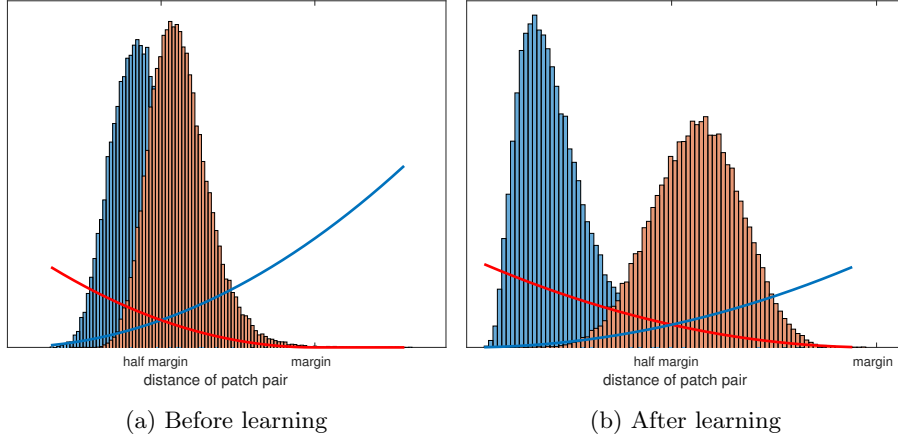 half margin margin
distance of patch pair
(a) Before learning
half margin margin
distance of patch pair
(b) After learning